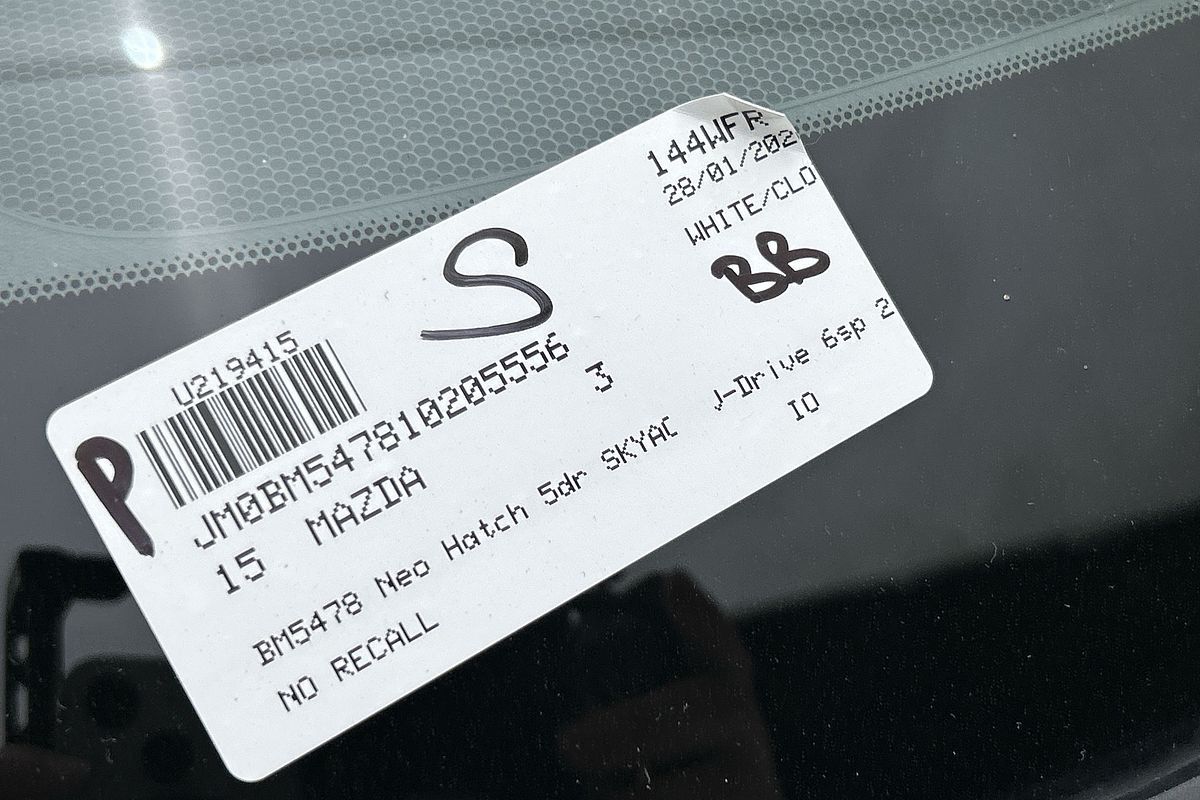 144WFR
28/01/202
WHITE/CLO
BB
S
U219415
P
JM0BM547810205556
15 MAZDA 3
BM5478 Neo Hatch 5dr SKYAC J-Drive 6sp 2
NO RECALL IO